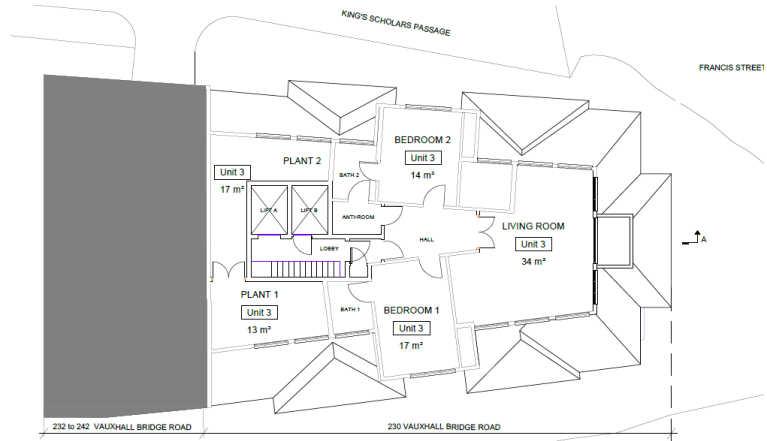 KING'S SCHOLARS PASSAGE
FRANCIS STREET
BEDROOM 2
Unit 3
14 m²
PLANT 2
Unit 3
17 m²
BATH 2
LIFT A
LIFT B
ANTI-ROOM
LOBBY
HALL
LIVING ROOM
Unit 3
34 m²
A
PLANT 1
Unit 3
13 m²
BATH 1
BEDROOM 1
Unit 3
17 m²
232 to 242 VAUXHALL BRIDGE ROAD
230 VAUXHALL BRIDGE ROAD